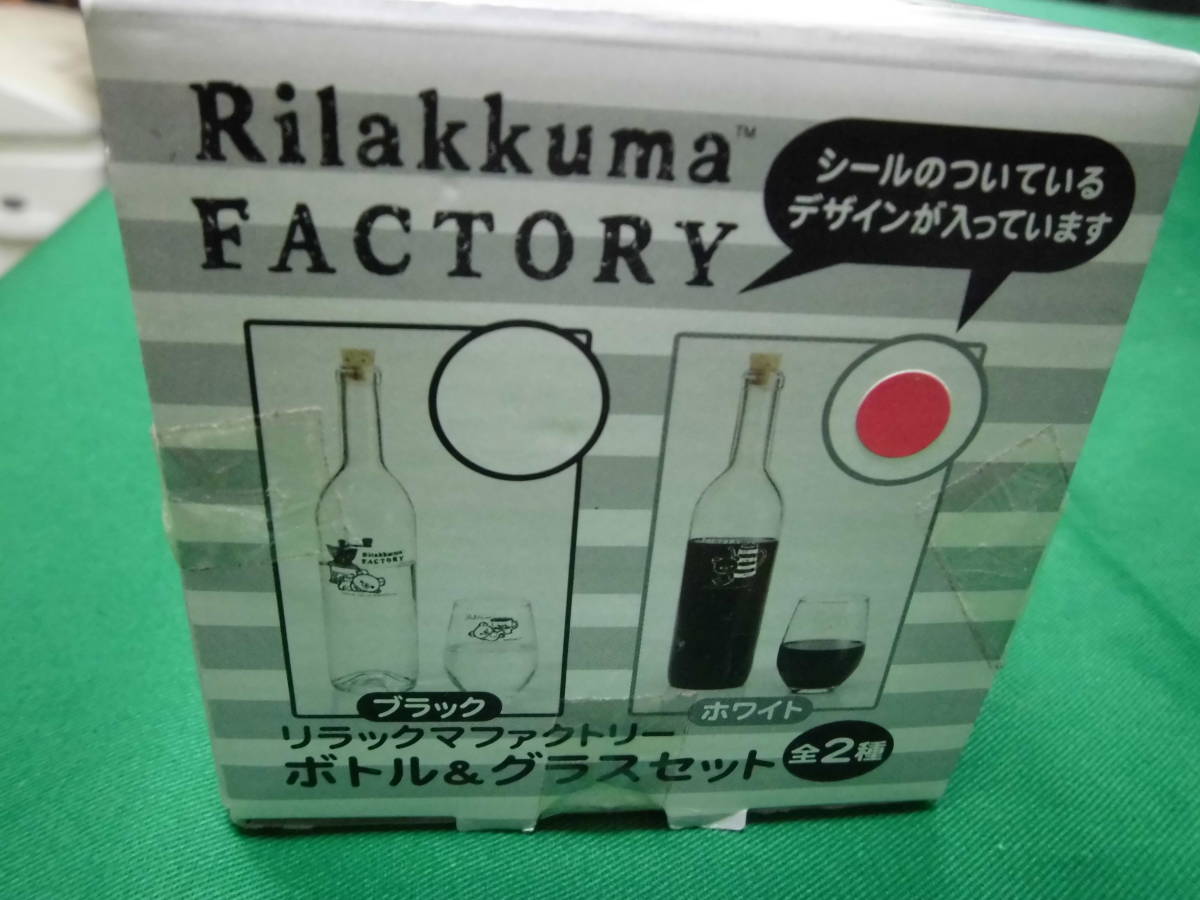 Rilakkuma™
FACTORY
シールのついている
デザインが入っています
Rilakkuma
FACTORY
ブラック
ホワイト
リラックマファクトリー
ボトル&グラスセット
全2種